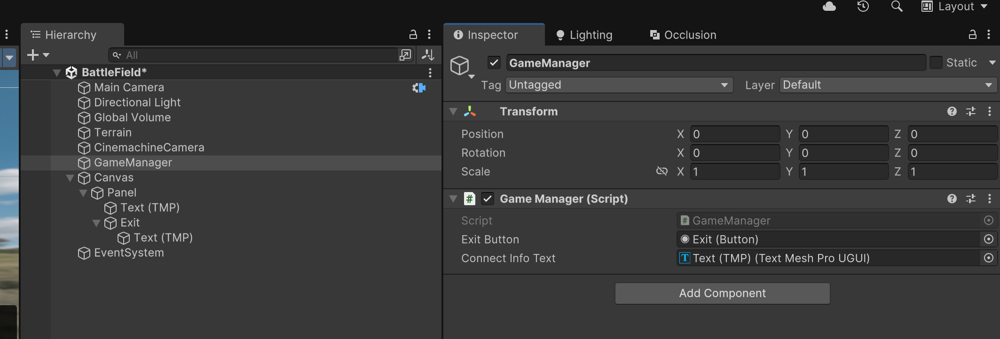 Layout
Hierarchy
All
BattleField*
Main Camera
Directional Light
Global Volume
Terrain
CinemachineCamera
GameManager
Canvas
Panel
Text (TMP)
Exit
Text (TMP)
EventSystem
Inspector
Lighting
Occlusion
GameManager
Static
Tag Untagged Layer Default
Transform
Position X 0 Y 0 Z 0
Rotation X 0 Y 0 Z 0
Scale X 1 Y 1 Z 1
# Game Manager (Script)
Script # GameManager
Exit Button Exit (Button)
Connect Info Text T Text (TMP) (Text Mesh Pro UGUI)
Add Component